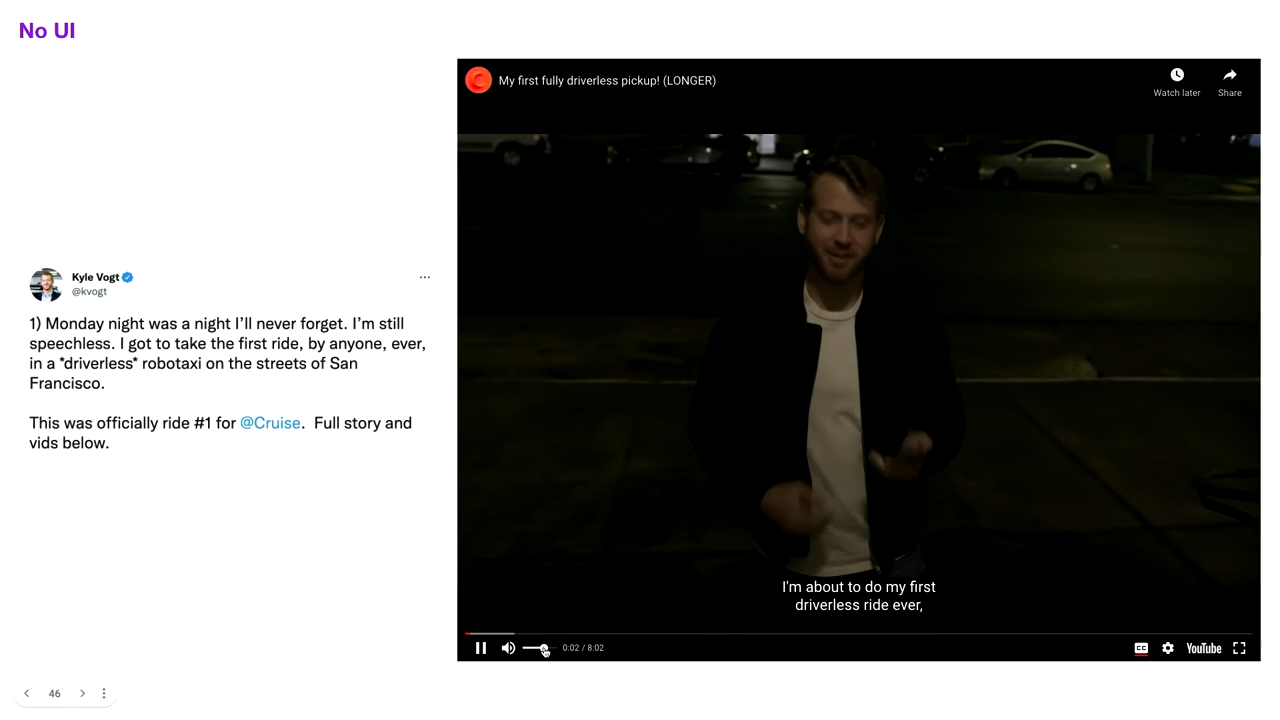 No UI
My first fully driverless pickup! (LONGER)
Watch later
Share
Kyle Vogt
@kvogt
1) Monday night was a night I’ll never forget. I’m still
speechless. I got to take the first ride, by anyone, ever,
in a *driverless* robotaxi on the streets of San
Francisco.
This was officially ride #1 for @Cruise.  Full story and
vids below.
I'm about to do my first
driverless ride ever,
0:02 / 8:02
CC
YouTube
46